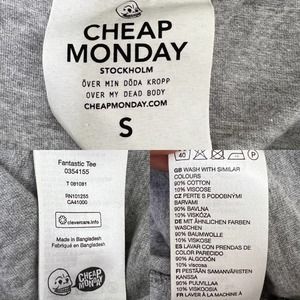 CHEAP
MONDAY
STOCKHOLM
ÖVER MIN DÖDA KROPP
OVER MY DEAD BODY
CHEAPMONDAY.COM
S
Fantastic Tee
0354155
T 081081
RN101255
CA41000
clevercare.info
Made in Bangladesh
Fabriqué en Bangladesh
CHEAP
MONDAY
40
P
GB WASH WITH SIMILAR
COLOURS
90% COTTON
10% VISCOSE
CZ PERTE S PODOBNÝMI
BARVAMI
90% BAVLNA
10% VISKÓZA
DE MIT ÄHNLICHEN FARBEN
WASCHEN
90% BAUMWOLLE
10% VISKOSE
ES LAVAR CON PRENDAS DE
COLOR PARECIDO
90% ALGODÓN
10% viscosa
FI PESTÄÄN SAMANVÄRISTEN
KANSSA
90% PUUVILLAA
10% VISKOOSIA
FR LAVER À LA MACHINE À